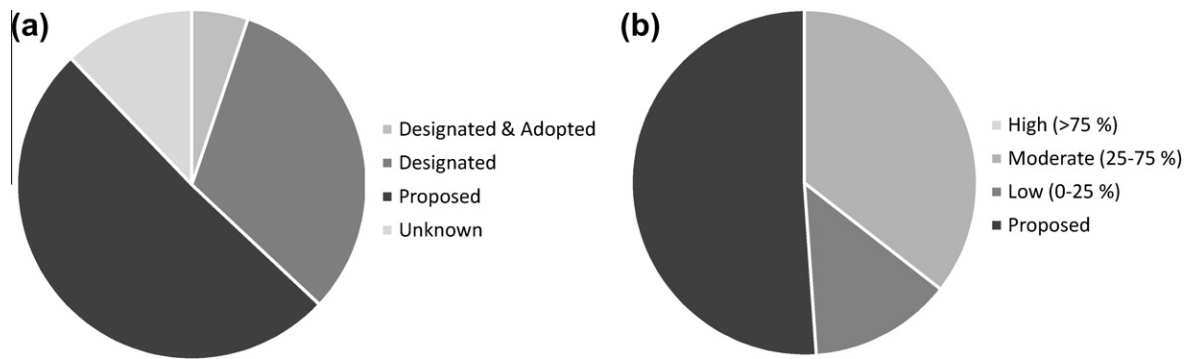 (a)
Designated & Adopted
Designated
Proposed
Unknown
(b)
High (>75 %)
Moderate (25-75 %)
Low (0-25 %)
Proposed